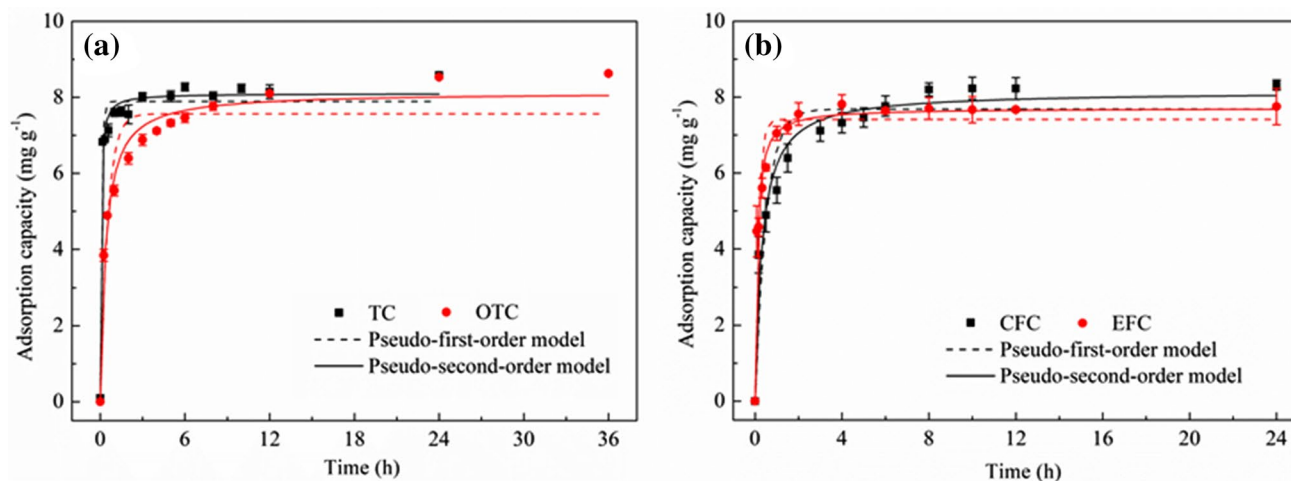 (a)
Adsorption capacity (mg g⁻¹)
10
8
6
4
2
0
TC OTC
Pseudo-first-order model
Pseudo-second-order model
0 6 12 18 24 30 36
Time (h)
(b)
Adsorption capacity (mg g⁻¹)
10
8
6
4
2
0
CFC EFC
Pseudo-first-order model
Pseudo-second-order model
0 4 8 12 16 20 24
Time (h)